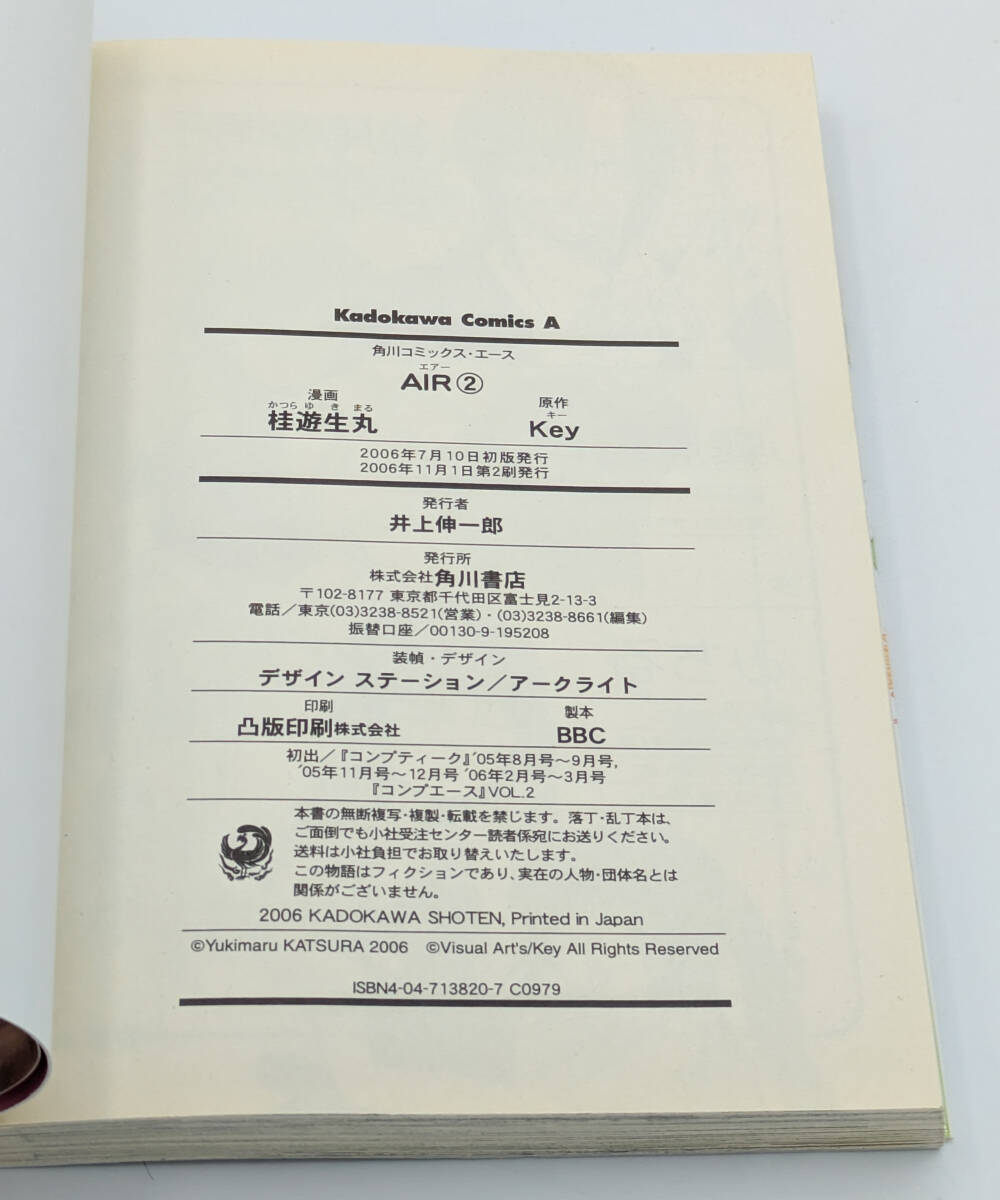 Kadokawa Comics A
角川コミックス・エース
エアー
AIR②
漫画
かつら ゆ き まる
桂遊生丸
原作
キー
Key
2006年7月10日初版発行
2006年11月1日第2刷発行
発行者
井上伸一郎
発行所
株式会社角川書店
〒102-8177 東京都千代田区富士見2-13-3
電話／東京(03)3238-8521(営業)・(03)3238-8661(編集)
振替口座／00130-9-195208
装幀・デザイン
デザイン ステーション／アークライト
印刷
凸版印刷株式会社
製本
BBC
初出／『コンプティーク』'05年8月号〜9月号,
'05年11月号〜12月号 '06年2月号〜3月号
『コンプエース』VOL.2
本書の無断複写・複製・転載を禁じます。落丁・乱丁本は、
ご面倒でも小社受注センター読者係宛にお送りください。
送料は小社負担でお取り替えいたします。
この物語はフィクションであり、実在の人物・団体名とは
関係がございません。
2006 KADOKAWA SHOTEN, Printed in Japan
©Yukimaru KATSURA 2006 ©Visual Art's/Key All Rights Reserved
ISBN4-04-713820-7 C0979